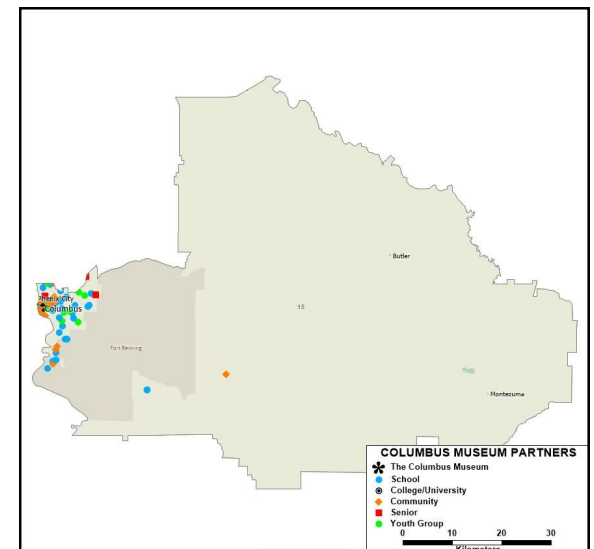 Butler
Phenix City
Columbus
15
Fort Benning
Montezuma
COLUMBUS MUSEUM PARTNERS
The Columbus Museum
School
College/University
Community
Senior
Youth Group
0 10 20 30
Kilometers